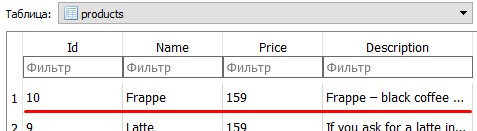 Таблица: products
Id Name Price Description
Фильтр Фильтр Фильтр Фильтр
1 10 Frappe 159 Frappe – black coffee ...
2 9 Latte 159 If you ask for a latte in...